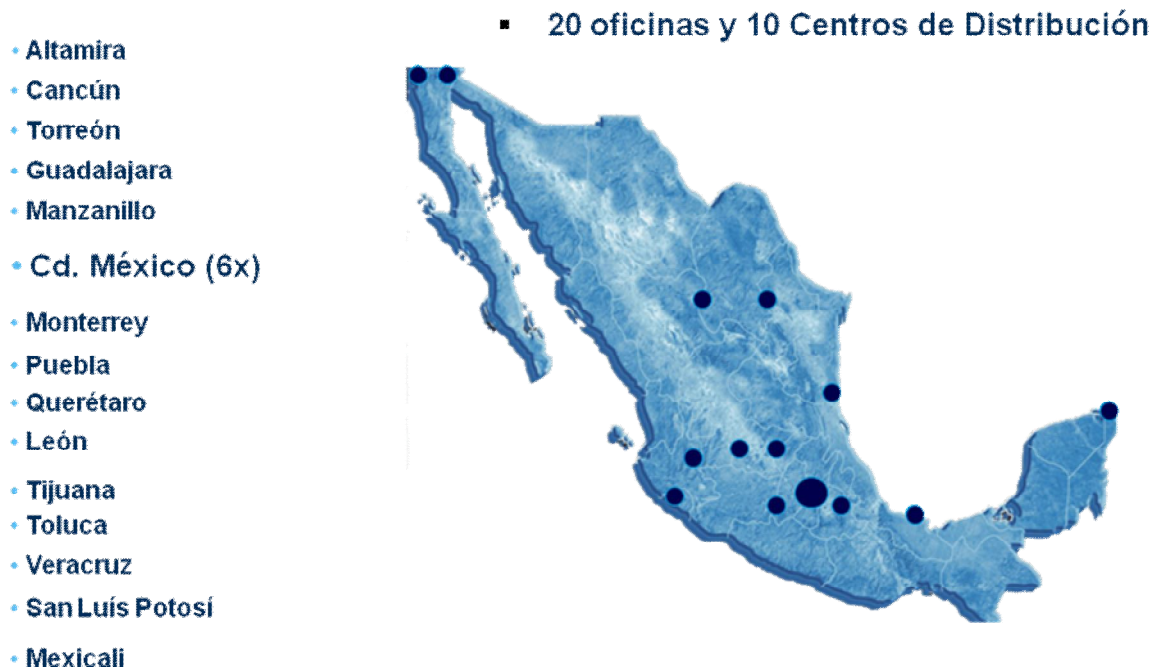 20 oficinas y 10 Centros de Distribución
Altamira
Cancún
Torreón
Guadalajara
Manzanillo
Cd. México (6x)
Monterrey
Puebla
Querétaro
León
Tijuana
Toluca
Veracruz
San Luís Potosí
Mexicali